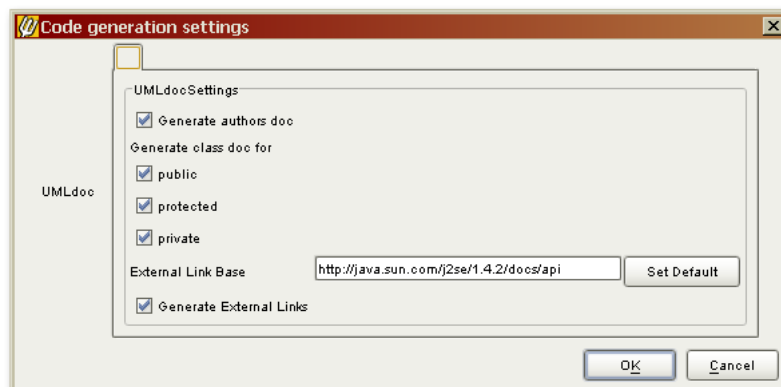 Code generation settings
UMLdocSettings
Generate authors doc
Generate class doc for
public
UMLdoc
protected
private
External Link Base http://java.sun.com/j2se/1.4.2/docs/api Set Default
Generate External Links
OK Cancel